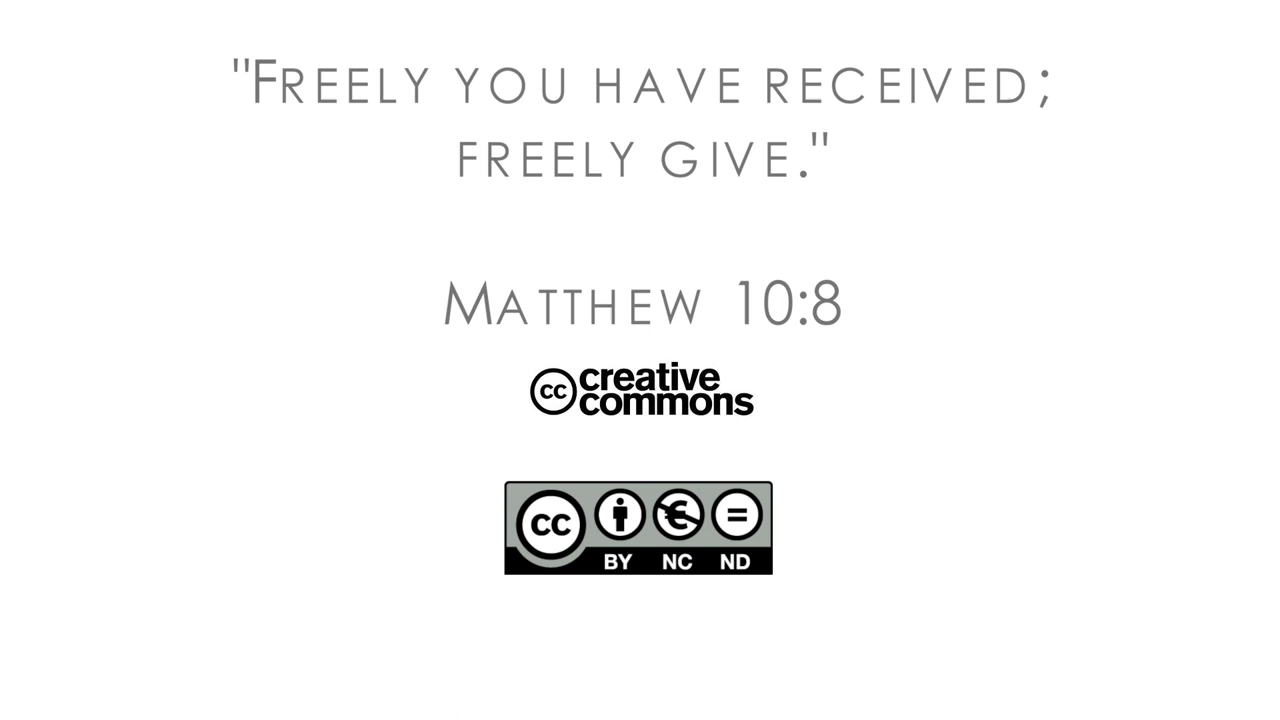 "Freely you have received;
freely give."
Matthew 10:8
cc creative
commons
cc
BY NC ND